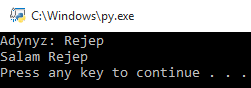 C:\Windows\py.exe
Adynyz: Rejep
Salam Rejep
Press any key to continue . . .